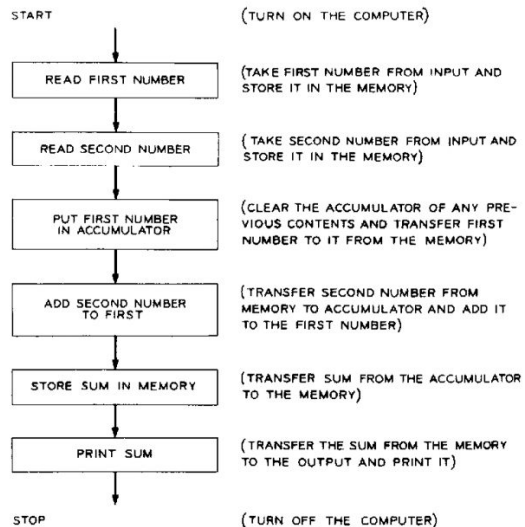 START
(TURN ON THE COMPUTER)
READ FIRST NUMBER
(TAKE FIRST NUMBER FROM INPUT AND
STORE IT IN THE MEMORY)
READ SECOND NUMBER
(TAKE SECOND NUMBER FROM INPUT AND
STORE IT IN THE MEMORY)
PUT FIRST NUMBER
IN ACCUMULATOR
(CLEAR THE ACCUMULATOR OF ANY PRE-
VIOUS CONTENTS AND TRANSFER FIRST
NUMBER TO IT FROM THE MEMORY)
ADD SECOND NUMBER
TO FIRST
(TRANSFER SECOND NUMBER FROM
MEMORY TO ACCUMULATOR AND ADD IT
TO THE FIRST NUMBER)
STORE SUM IN MEMORY
(TRANSFER SUM FROM THE ACCUMULATOR
TO THE MEMORY)
PRINT SUM
(TRANSFER THE SUM FROM THE MEMORY
TO THE OUTPUT AND PRINT IT)
STOP
(TURN OFF THE COMPUTER)